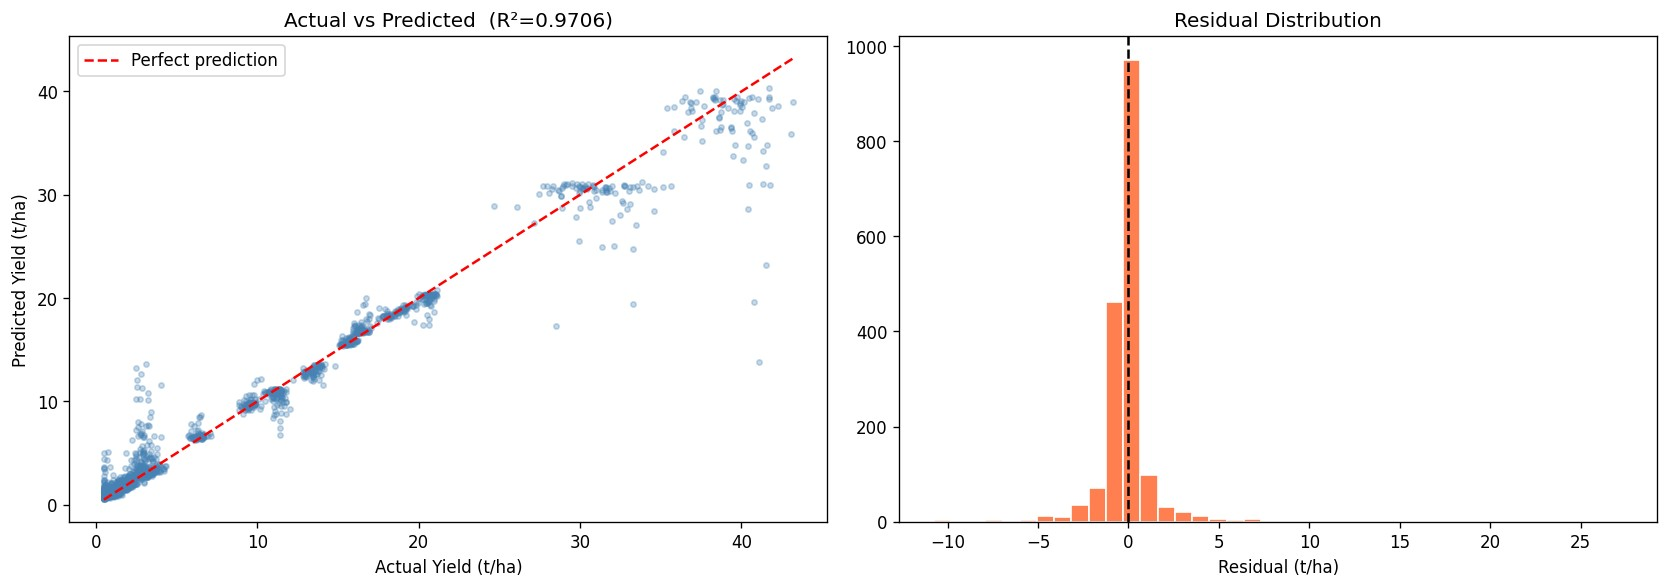 Actual vs Predicted  (R²=0.9706)
Perfect prediction
40
30
20
10
0
0 10 20 30 40
Predicted Yield (t/ha)
Actual Yield (t/ha)
Residual Distribution
1000
800
600
400
200
0
−10 −5 0 5 10 15 20 25
Residual (t/ha)